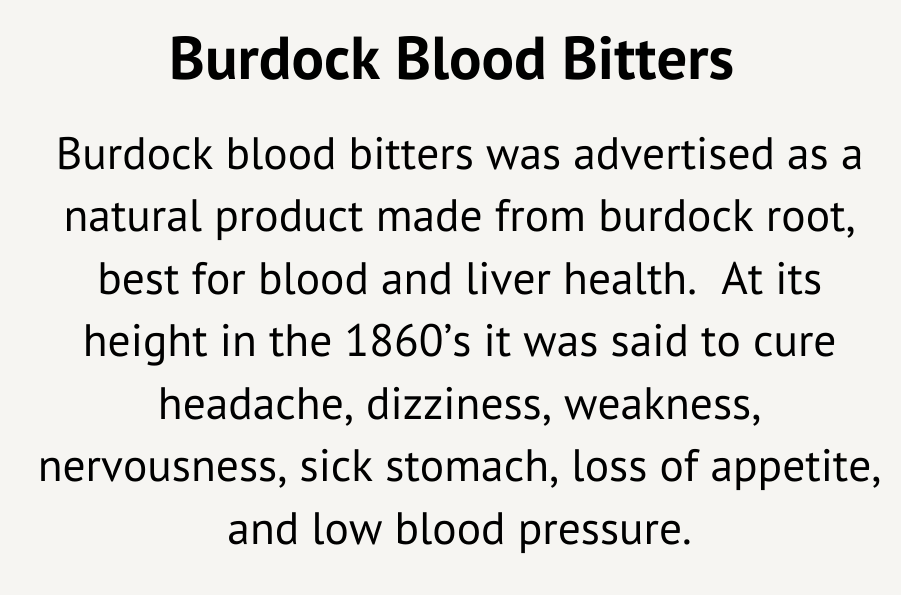 Burdock Blood Bitters
Burdock blood bitters was advertised as a
natural product made from burdock root,
best for blood and liver health.  At its
height in the 1860’s it was said to cure
headache, dizziness, weakness,
nervousness, sick stomach, loss of appetite,
and low blood pressure.